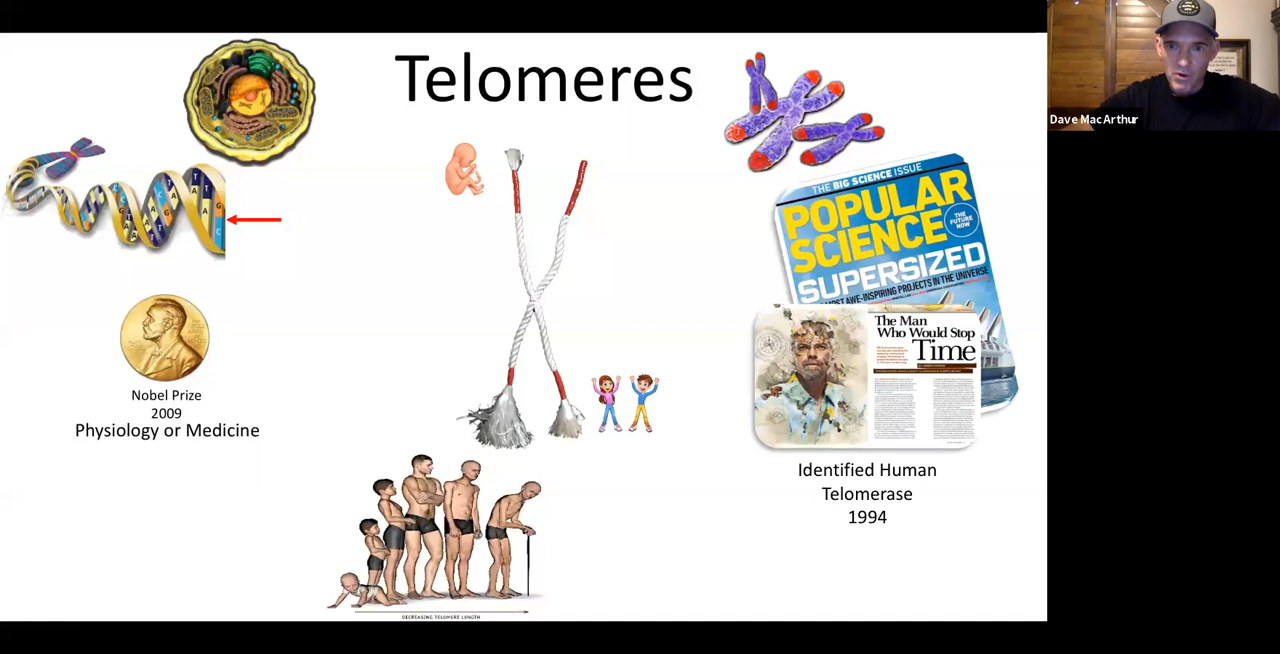 Telomeres
Dave MacArthur
THE BIG SCIENCE ISSUE
POPULAR
SCIENCE
THE
FUTURE
NOW
SUPERSIZED
MOST AWE-INSPIRING PROJECTS IN THE UNIVERSE
The Man
Who Would Stop
Time
Nobel Prize
2009
Physiology or Medicine
Identified Human
Telomerase
1994
DECREASING TELOMERE LENGTH